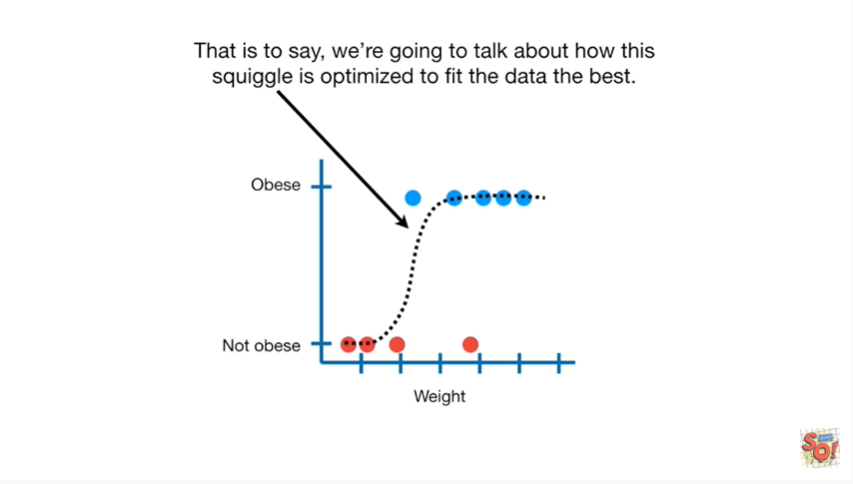 That is to say, we’re going to talk about how this
squiggle is optimized to fit the data the best.
Obese
Not obese
Weight